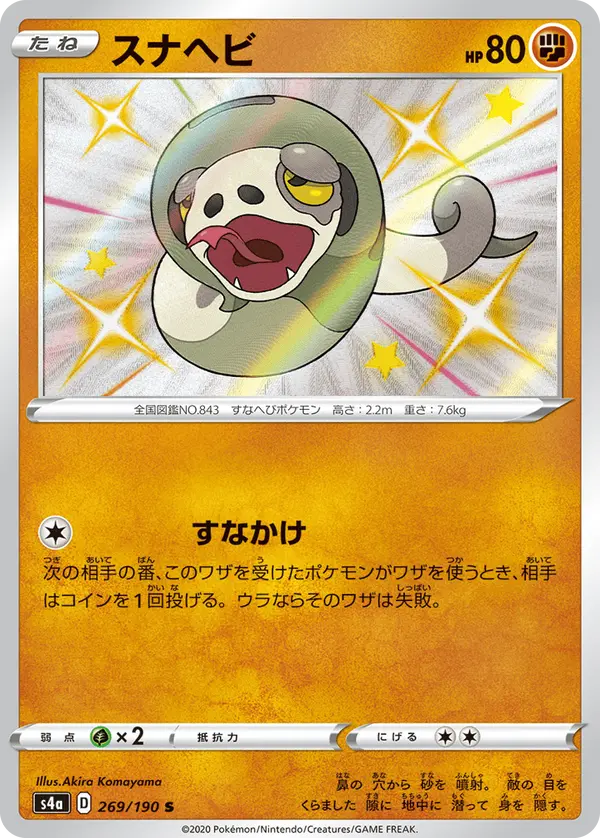 たね スナヘビ HP80
全国図鑑NO.843 すなへびポケモン 高さ:2.2m 重さ:7.6kg
すなかけ
次の相手の番、このワザを受けたポケモンがワザを使うとき、相手
はコインを1回投げる。ウラならそのワザは失敗。
弱点 ×2 抵抗力 にげる
Illus.Akira Komayama
鼻の穴から砂を噴射。敵の目を
くらました隙に地中に潜って身を隠す。
s4a D 269/190 S
©2020 Pokémon/Nintendo/Creatures/GAME FREAK.